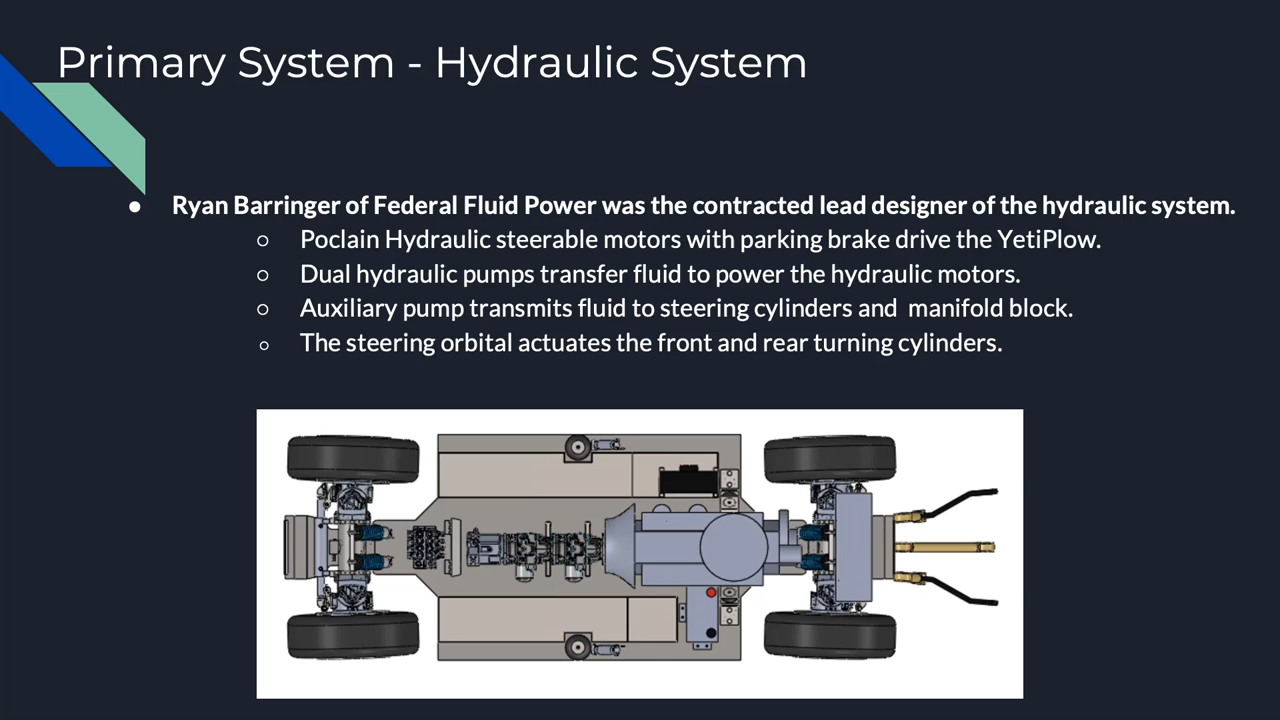 Primary System - Hydraulic System
● Ryan Barringer of Federal Fluid Power was the contracted lead designer of the hydraulic system.
○ Poclain Hydraulic steerable motors with parking brake drive the YetiPlow.
○ Dual hydraulic pumps transfer fluid to power the hydraulic motors.
○ Auxiliary pump transmits fluid to steering cylinders and  manifold block.
○ The steering orbital actuates the front and rear turning cylinders.